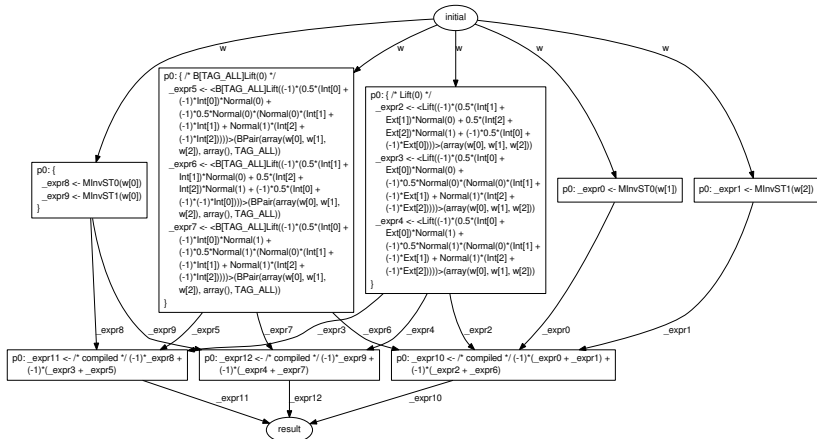 initial
w
w
w
w
w
p0: { /* B[TAG_ALL]Lift(0) */
_expr5 <- <B[TAG_ALL]Lift((-1)*(0.5*(Int[0] +
(-1)*Int[0])*Normal(0) +
(-1)*0.5*Normal(0)*(Normal(0)*(Int[1] +
(-1)*Int[1]) + Normal(1)*(Int[2] +
(-1)*Int[2]))))>(BPair(array(w[0], w[1],
w[2]), array(), TAG_ALL))
_expr6 <- <B[TAG_ALL]Lift((-1)*(0.5*(Int[1] +
Int[1])*Normal(0) + 0.5*(Int[2] +
Int[2])*Normal(1) + (-1)*0.5*(Int[0] +
(-1)*(-1)*Int[0])))>(BPair(array(w[0], w[1],
w[2]), array(), TAG_ALL))
_expr7 <- <B[TAG_ALL]Lift((-1)*(0.5*(Int[0] +
(-1)*Int[0])*Normal(1) +
(-1)*0.5*Normal(1)*(Normal(0)*(Int[1] +
(-1)*Int[1]) + Normal(1)*(Int[2] +
(-1)*Int[2]))))>(BPair(array(w[0], w[1],
w[2]), array(), TAG_ALL))
}
p0: { /* Lift(0) */
_expr2 <- <Lift((-1)*(0.5*(Int[1] +
Ext[1])*Normal(0) + 0.5*(Int[2] +
Ext[2])*Normal(1) + (-1)*0.5*(Int[0] +
(-1)*Ext[0])))>(array(w[0], w[1], w[2]))
_expr3 <- <Lift((-1)*(0.5*(Int[0] +
Ext[0])*Normal(0) +
(-1)*0.5*Normal(0)*(Normal(0)*(Int[1] +
(-1)*Ext[1]) + Normal(1)*(Int[2] +
(-1)*Ext[2]))))>(array(w[0], w[1], w[2]))
_expr4 <- <Lift((-1)*(0.5*(Int[0] +
Ext[0])*Normal(1) +
(-1)*0.5*Normal(1)*(Normal(0)*(Int[1] +
(-1)*Ext[1]) + Normal(1)*(Int[2] +
(-1)*Ext[2]))))>(array(w[0], w[1], w[2]))
}
p0: {
_expr8 <- MInvST0(w[0])
_expr9 <- MInvST1(w[0])
}
p0: _expr0 <- MInvST0(w[1])
p0: _expr1 <- MInvST1(w[2])
_expr8
_expr9
_expr5
_expr7
_expr3
_expr6
_expr4
_expr2
_expr0
_expr1
p0: _expr11 <- /* compiled */ (-1)*_expr8 +
(-1)*(_expr3 + _expr5)
p0: _expr12 <- /* compiled */ (-1)*_expr9 +
(-1)*(_expr4 + _expr7)
p0: _expr10 <- /* compiled */ (-1)*(_expr0 + _expr1) +
(-1)*(_expr2 + _expr6)
_expr11
_expr12
_expr10
result